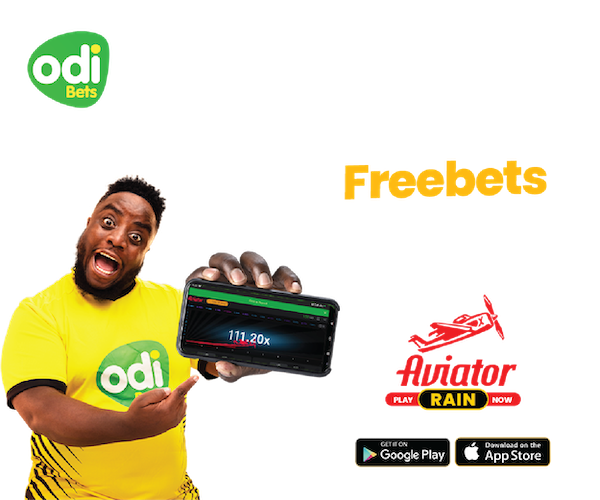 odi
Bets
Freebets
111.20x
odi
Aviator
PLAY RAIN NOW
GET IT ON
Google Play
Download on the
App Store